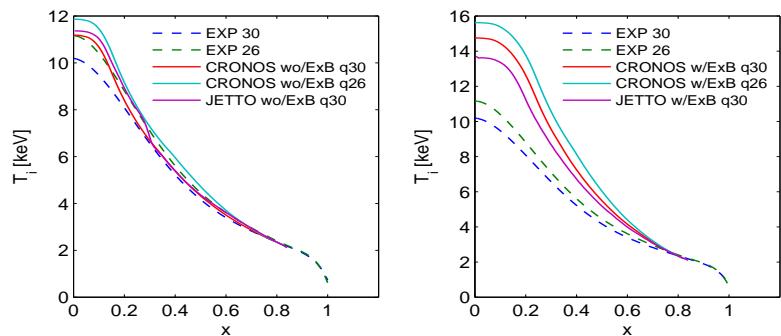 12
10
8
6
4
2
0
T_i [keV]
EXP 30
EXP 26
CRONOS wo/ExB q30
CRONOS wo/ExB q26
JETTO wo/ExB q30
0 0.2 0.4 0.6 0.8 1
x
16
14
12
10
8
6
4
2
0
T_i [keV]
EXP 30
EXP 26
CRONOS w/ExB q30
CRONOS w/ExB q26
JETTO w/ExB q30
0 0.2 0.4 0.6 0.8 1
x